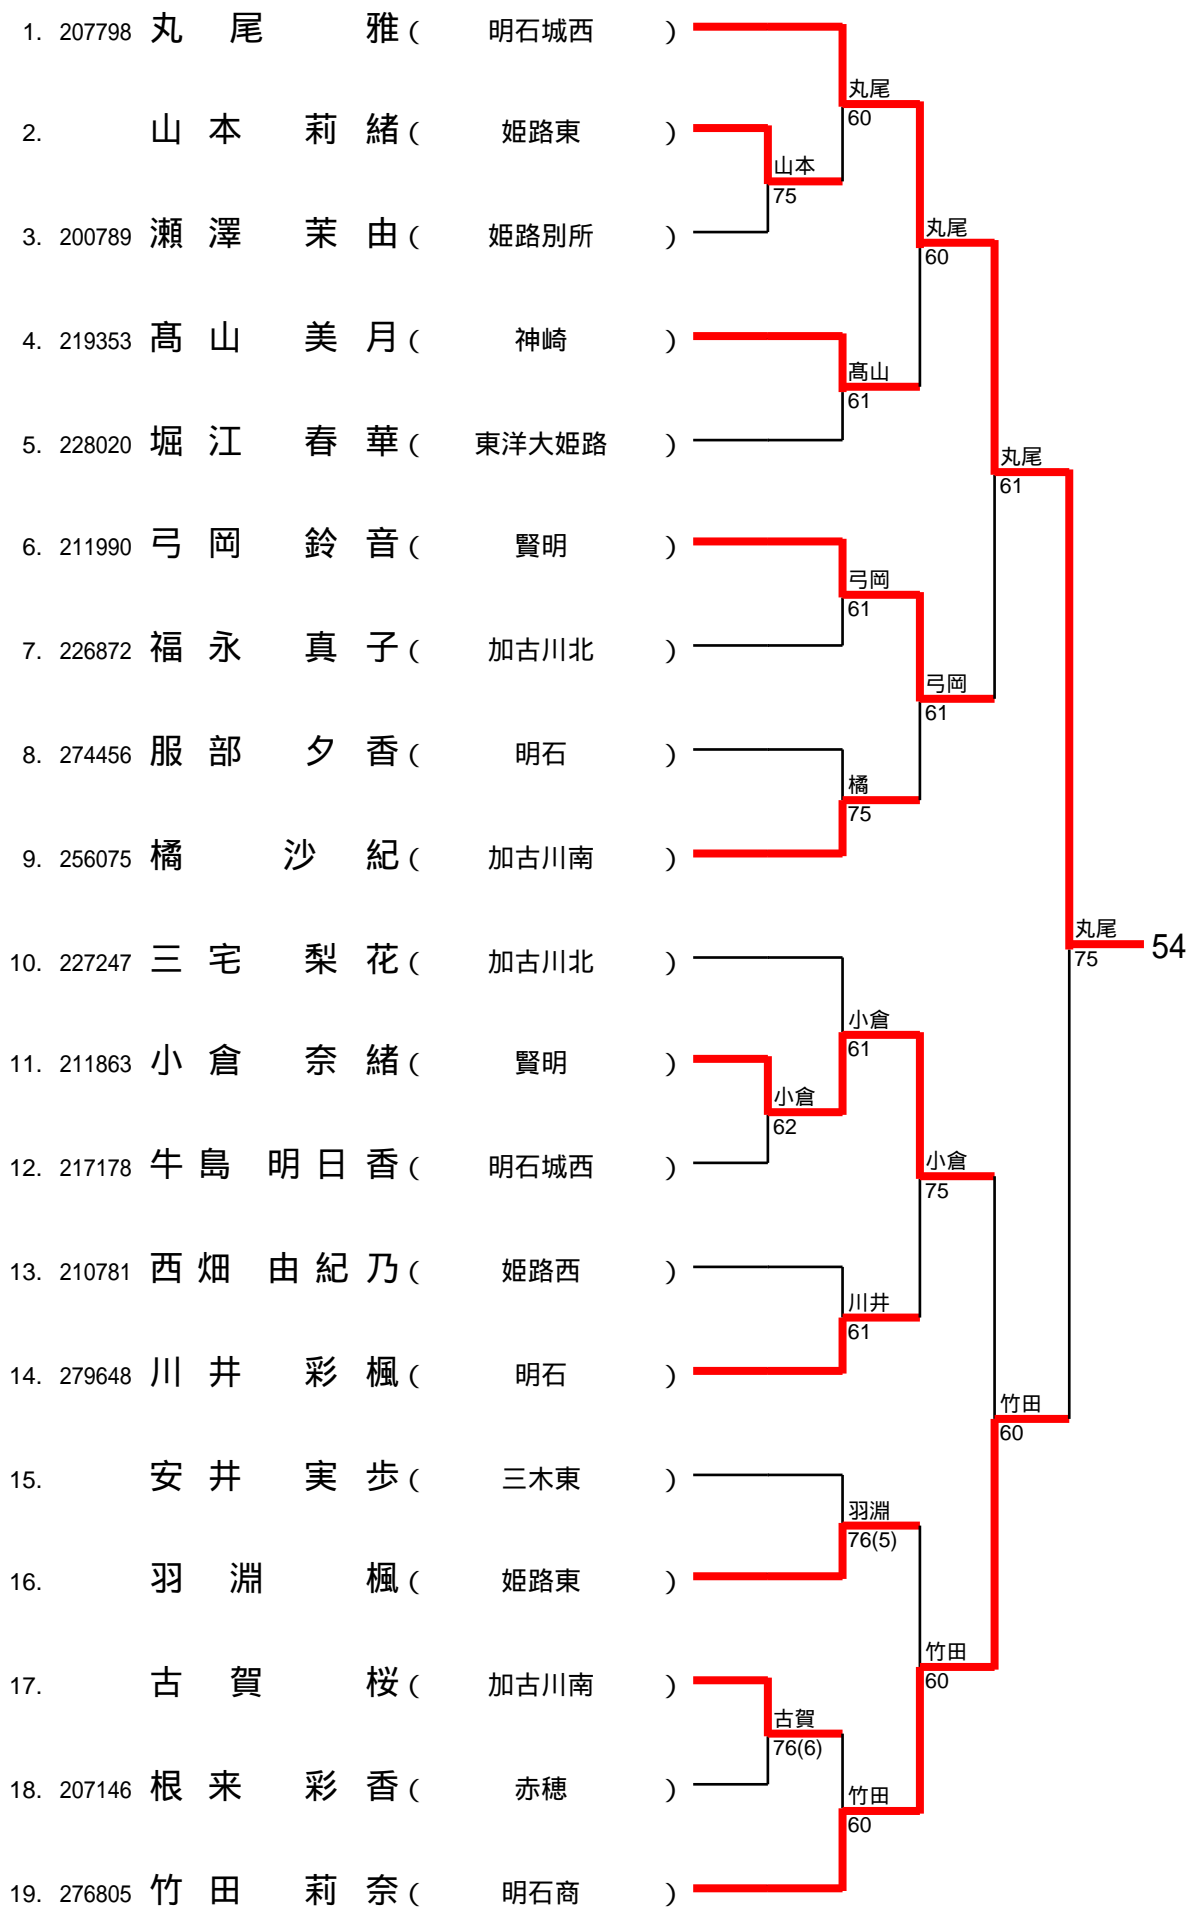 1. 207798 丸尾 雅 ( 明石城西 )
丸尾
60
2. 山本 莉緒 ( 姫路東 )
山本
75
3. 200789 瀬澤 茉由 ( 姫路別所 )
丸尾
60
4. 219353 髙山 美月 ( 神崎 )
髙山
61
5. 228020 堀江 春華 ( 東洋大姫路 )
丸尾
61
6. 211990 弓岡 鈴音 ( 賢明 )
弓岡
61
7. 226872 福永 真子 ( 加古川北 )
弓岡
61
8. 274456 服部 夕香 ( 明石 )
橘
75
9. 256075 橘 沙紀 ( 加古川南 )
丸尾
75
54
10. 227247 三宅 梨花 ( 加古川北 )
小倉
61
11. 211863 小倉 奈緒 ( 賢明 )
小倉
62
12. 217178 牛島 明日香 ( 明石城西 )
小倉
75
13. 210781 西畑 由紀乃 ( 姫路西 )
川井
61
14. 279648 川井 彩楓 ( 明石 )
竹田
60
15. 安井 実歩 ( 三木東 )
羽淵
76(5)
16. 羽淵 楓 ( 姫路東 )
竹田
60
17. 古賀 桜 ( 加古川南 )
古賀
76(6)
18. 207146 根来 彩香 ( 赤穂 )
竹田
60
19. 276805 竹田 莉奈 ( 明石商 )